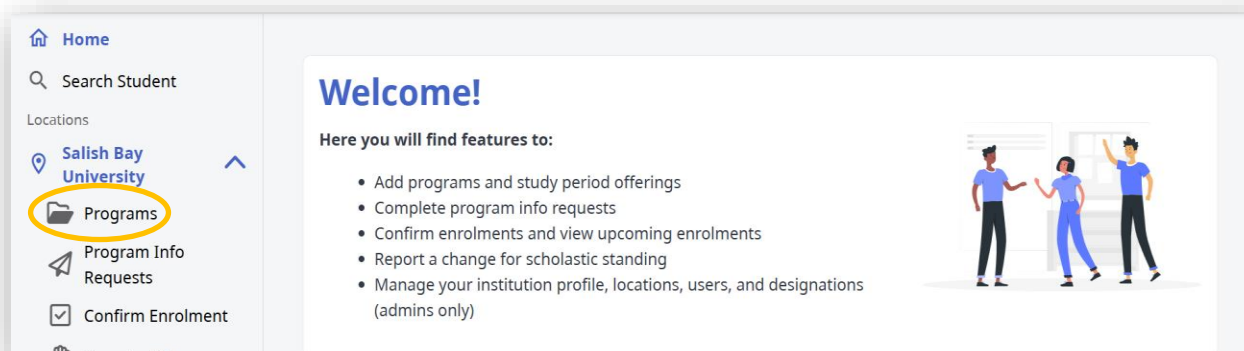 Home
Search Student
Locations
Salish Bay
University
Programs
Program Info
Requests
Confirm Enrolment
Welcome!
Here you will find features to:
• Add programs and study period offerings
• Complete program info requests
• Confirm enrolments and view upcoming enrolments
• Report a change for scholastic standing
• Manage your institution profile, locations, users, and designations
(admins only)